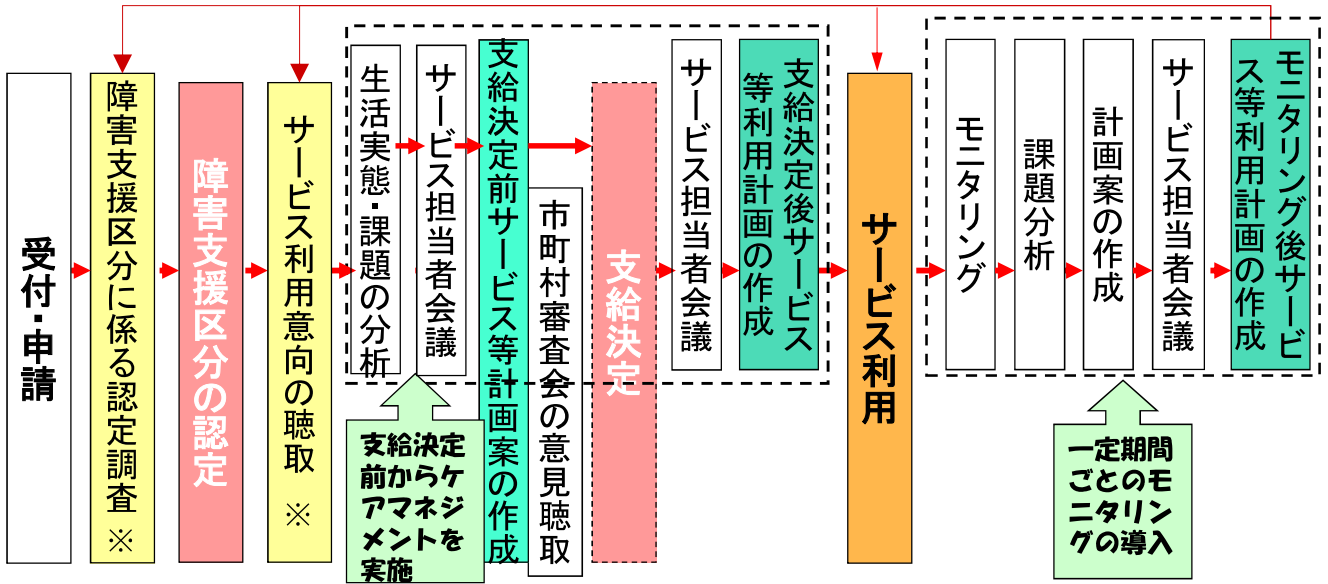 受付・申請
障害支援区分に係る認定調査※
障害支援区分の認定
サービス利用意向の聴取　※
生活実態・課題の分析
サービス担当者会議
支給決定前サービス等計画案の作成
市町村審査会の意見聴取
支給決定
サービス担当者会議
支給決定後サービス
等利用計画の作成
サービス利用
モニタリング
課題分析
計画案の作成
サービス担当者会議
モニタリング後サービ
ス等利用計画の作成
支給決定
前からケ
アマネジ
メントを
実施
一定期間
ごとのモ
ニタリン
グの導入